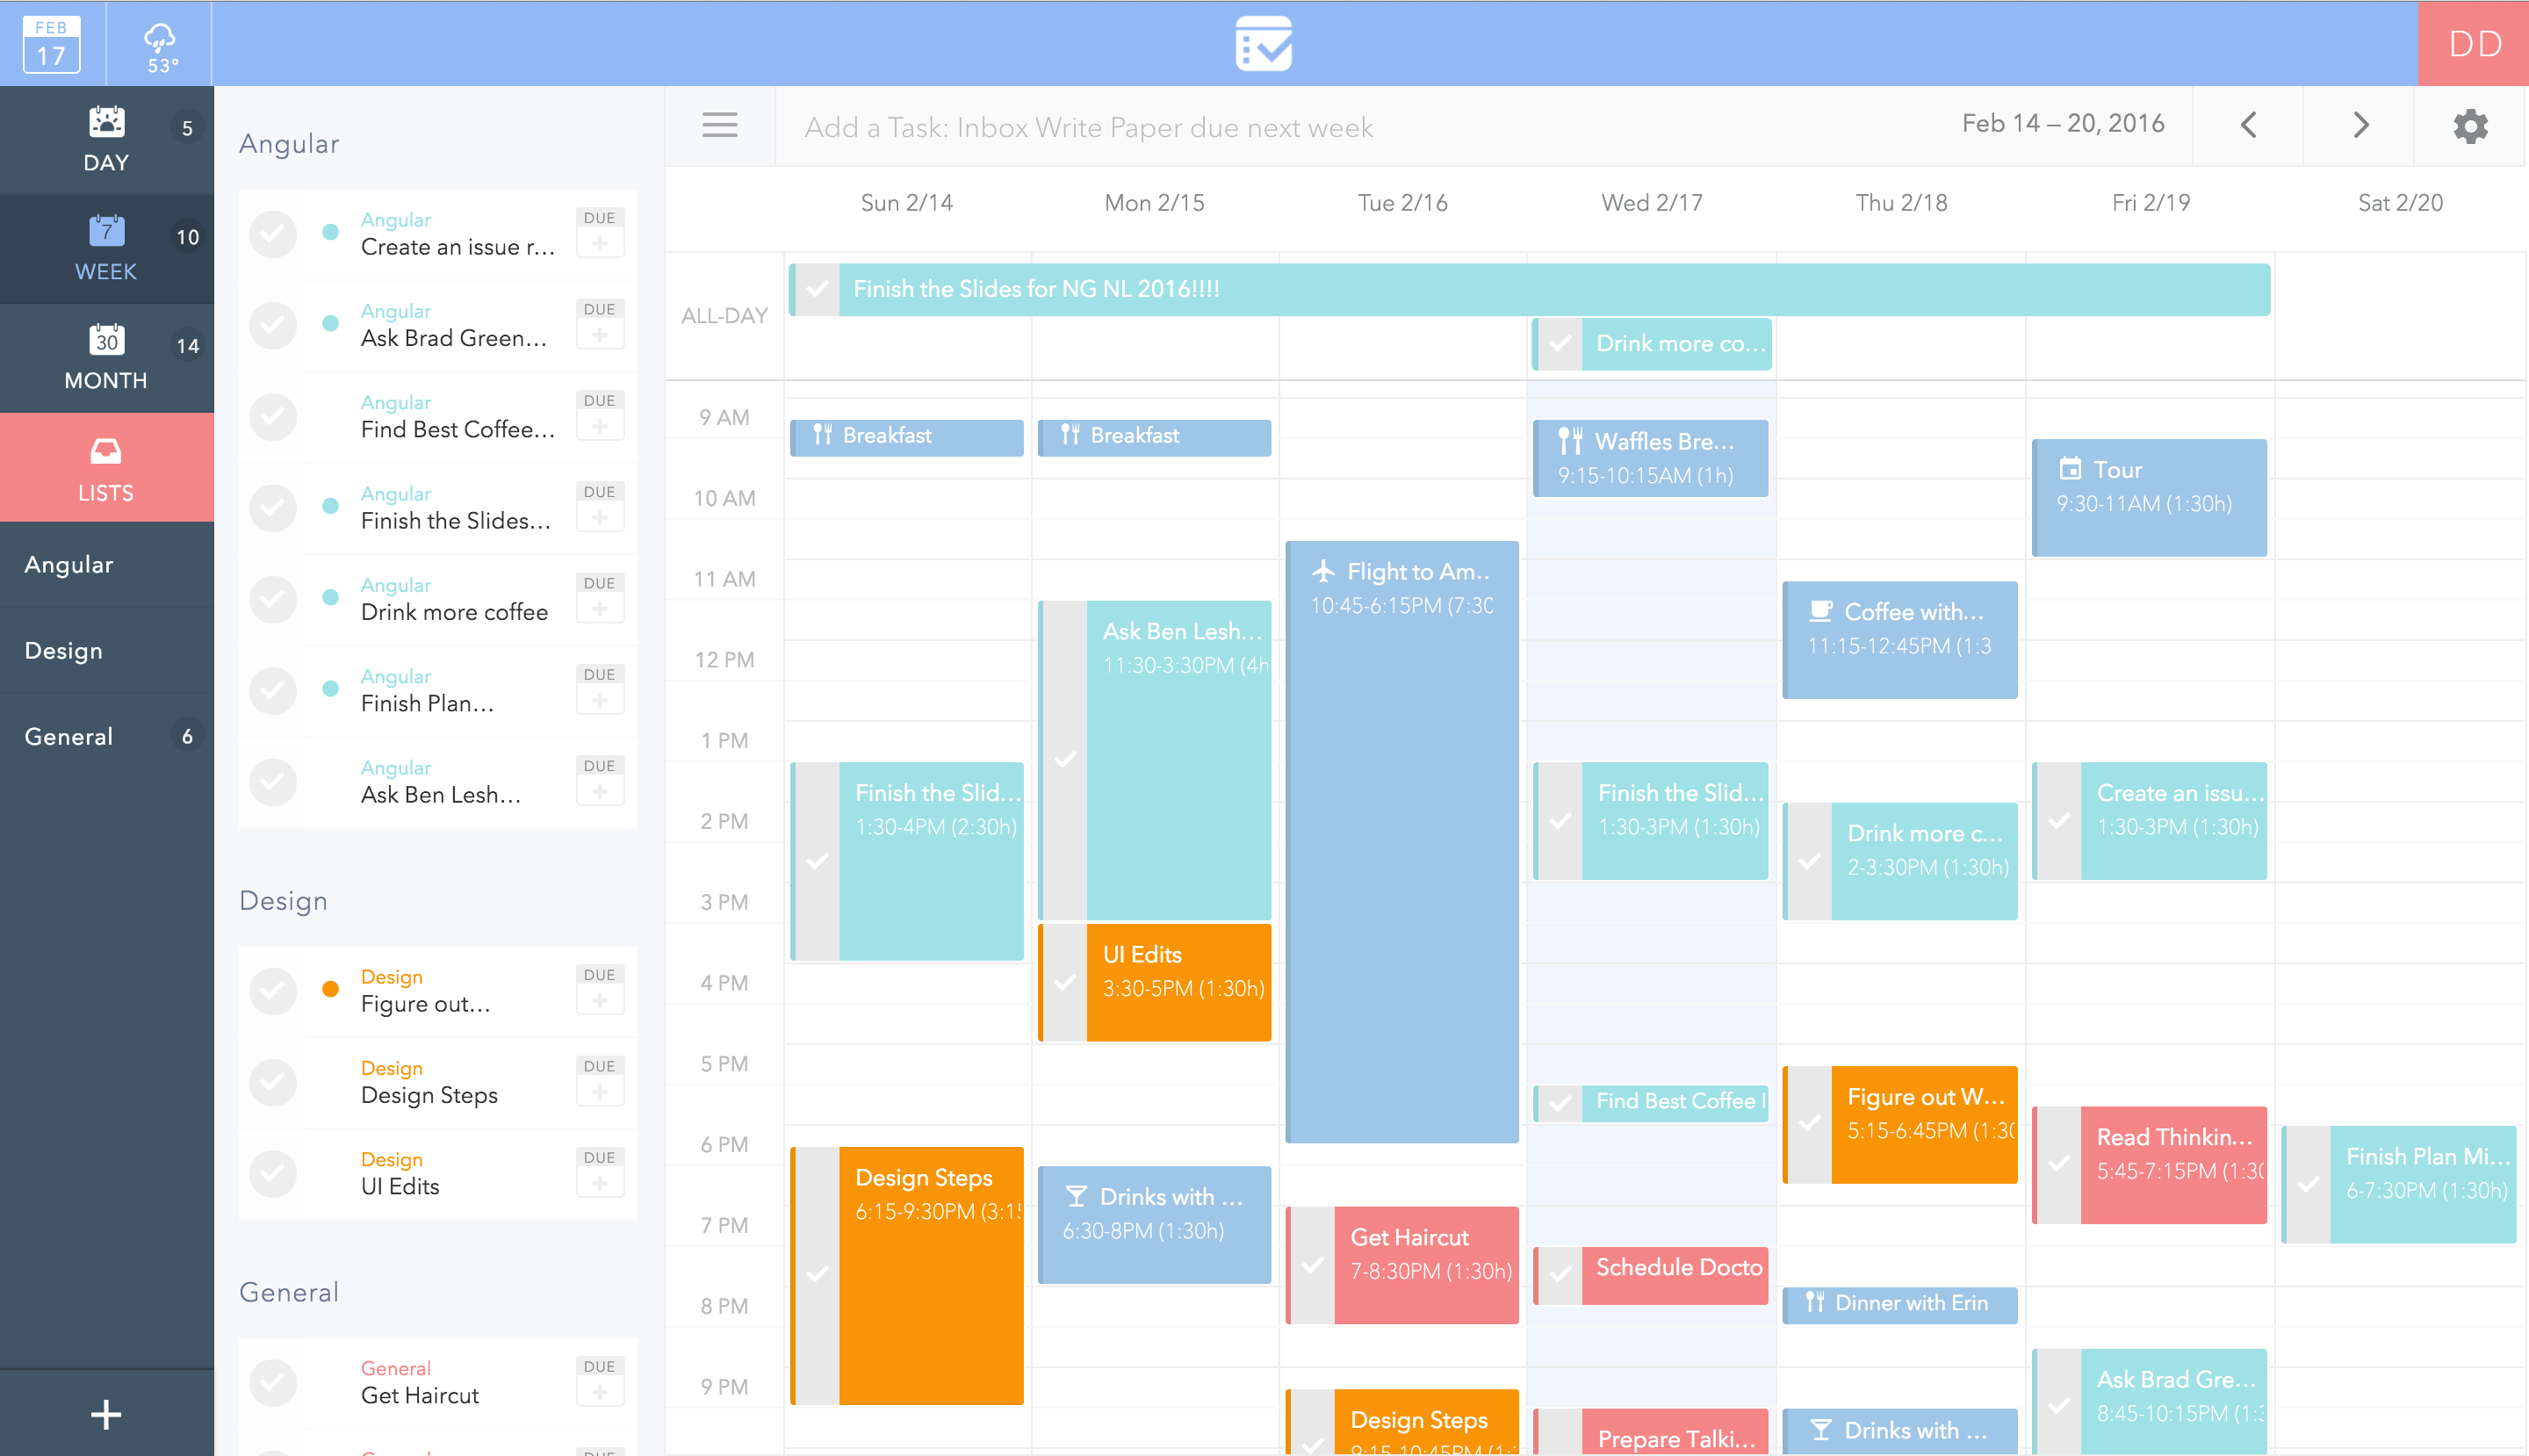 FEB
17
53°
DD
DAY
5
7
WEEK
10
30
MONTH
14
LISTS
Angular
Design
General
6
Angular
Angular
Create an issue r...
DUE
Angular
Ask Brad Green...
DUE
Angular
Find Best Coffee...
DUE
Angular
Finish the Slides...
DUE
Angular
Drink more coffee
DUE
Angular
Finish Plan...
DUE
Angular
Ask Ben Lesh...
DUE
Design
Design
Figure out...
DUE
Design
Design Steps
DUE
Design
UI Edits
DUE
General
General
Get Haircut
DUE
Add a Task: Inbox Write Paper due next week
Feb 14 – 20, 2016
Sun 2/14
Mon 2/15
Tue 2/16
Wed 2/17
Thu 2/18
Fri 2/19
Sat 2/20
ALL-DAY
Finish the Slides for NG NL 2016!!!!
Drink more co...
9 AM
10 AM
11 AM
12 PM
1 PM
2 PM
3 PM
4 PM
5 PM
6 PM
7 PM
8 PM
9 PM
Breakfast
Finish the Slid...
1:30-4PM (2:30h)
Design Steps
6:15-9:30PM (3:15
Breakfast
Ask Ben Lesh...
11:30-3:30PM (4h
UI Edits
3:30-5PM (1:30h)
Drinks with ...
6:30-8PM (1:30h)
Flight to Am..
10:45-6:15PM (7:30
Get Haircut
7-8:30PM (1:30h)
Design Steps
9:15-10:45PM (1:
Waffles Bre...
9:15-10:15AM (1h)
Finish the Slid...
1:30-3PM (1:30h)
Find Best Coffee
Schedule Docto
Prepare Talki...
Coffee with...
11:15-12:45PM (1:3
Drink more c...
2-3:30PM (1:30h)
Figure out W...
5:15-6:45PM (1:30
Dinner with Erin
Drinks with ...
Tour
9:30-11AM (1:30h)
Create an issu...
1:30-3PM (1:30h)
Read Thinkin...
5:45-7:15PM (1:30
Ask Brad Gre...
8:45-10:15PM (1:3
Finish Plan Mi...
6-7:30PM (1:30h)